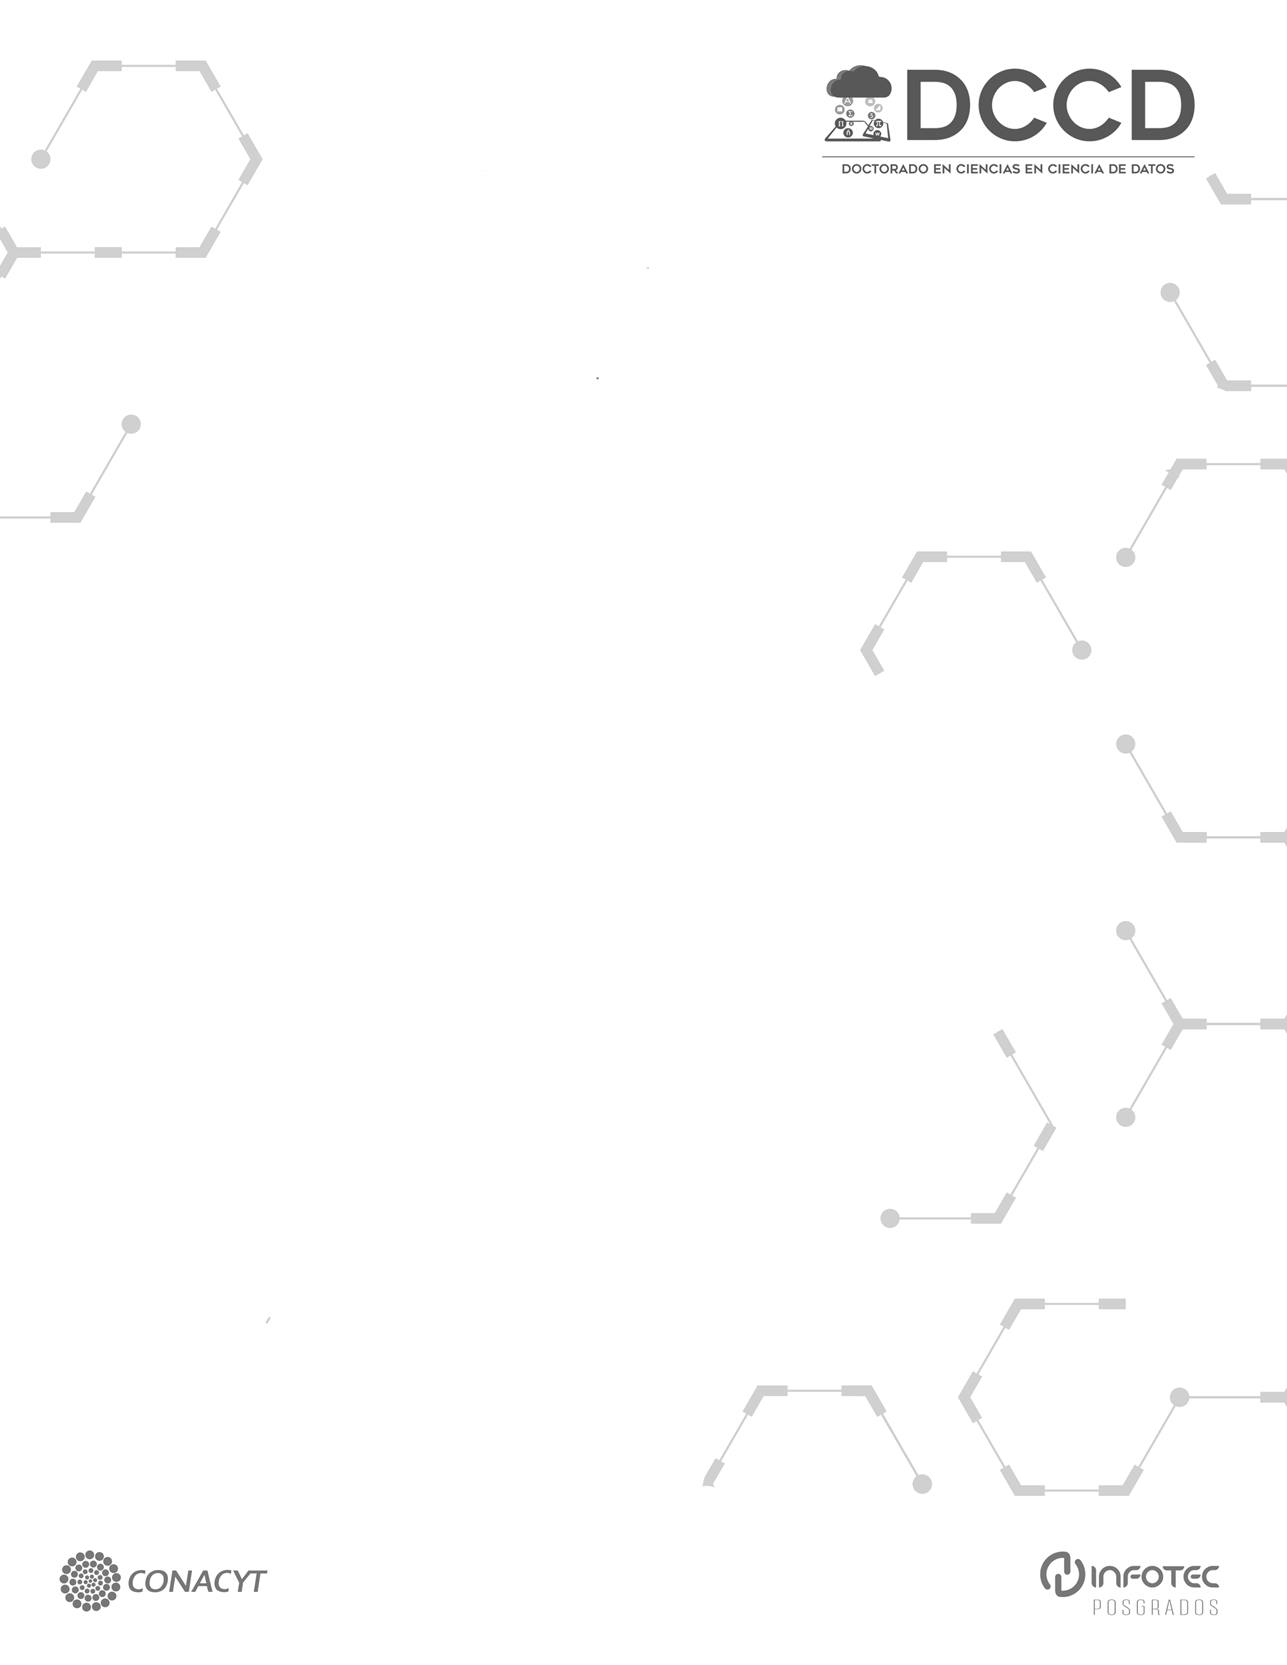 DCCD
DOCTORADO EN CIENCIAS EN CIENCIA DE DATOS
CONACYT
INFOTEC
POSGRADOS